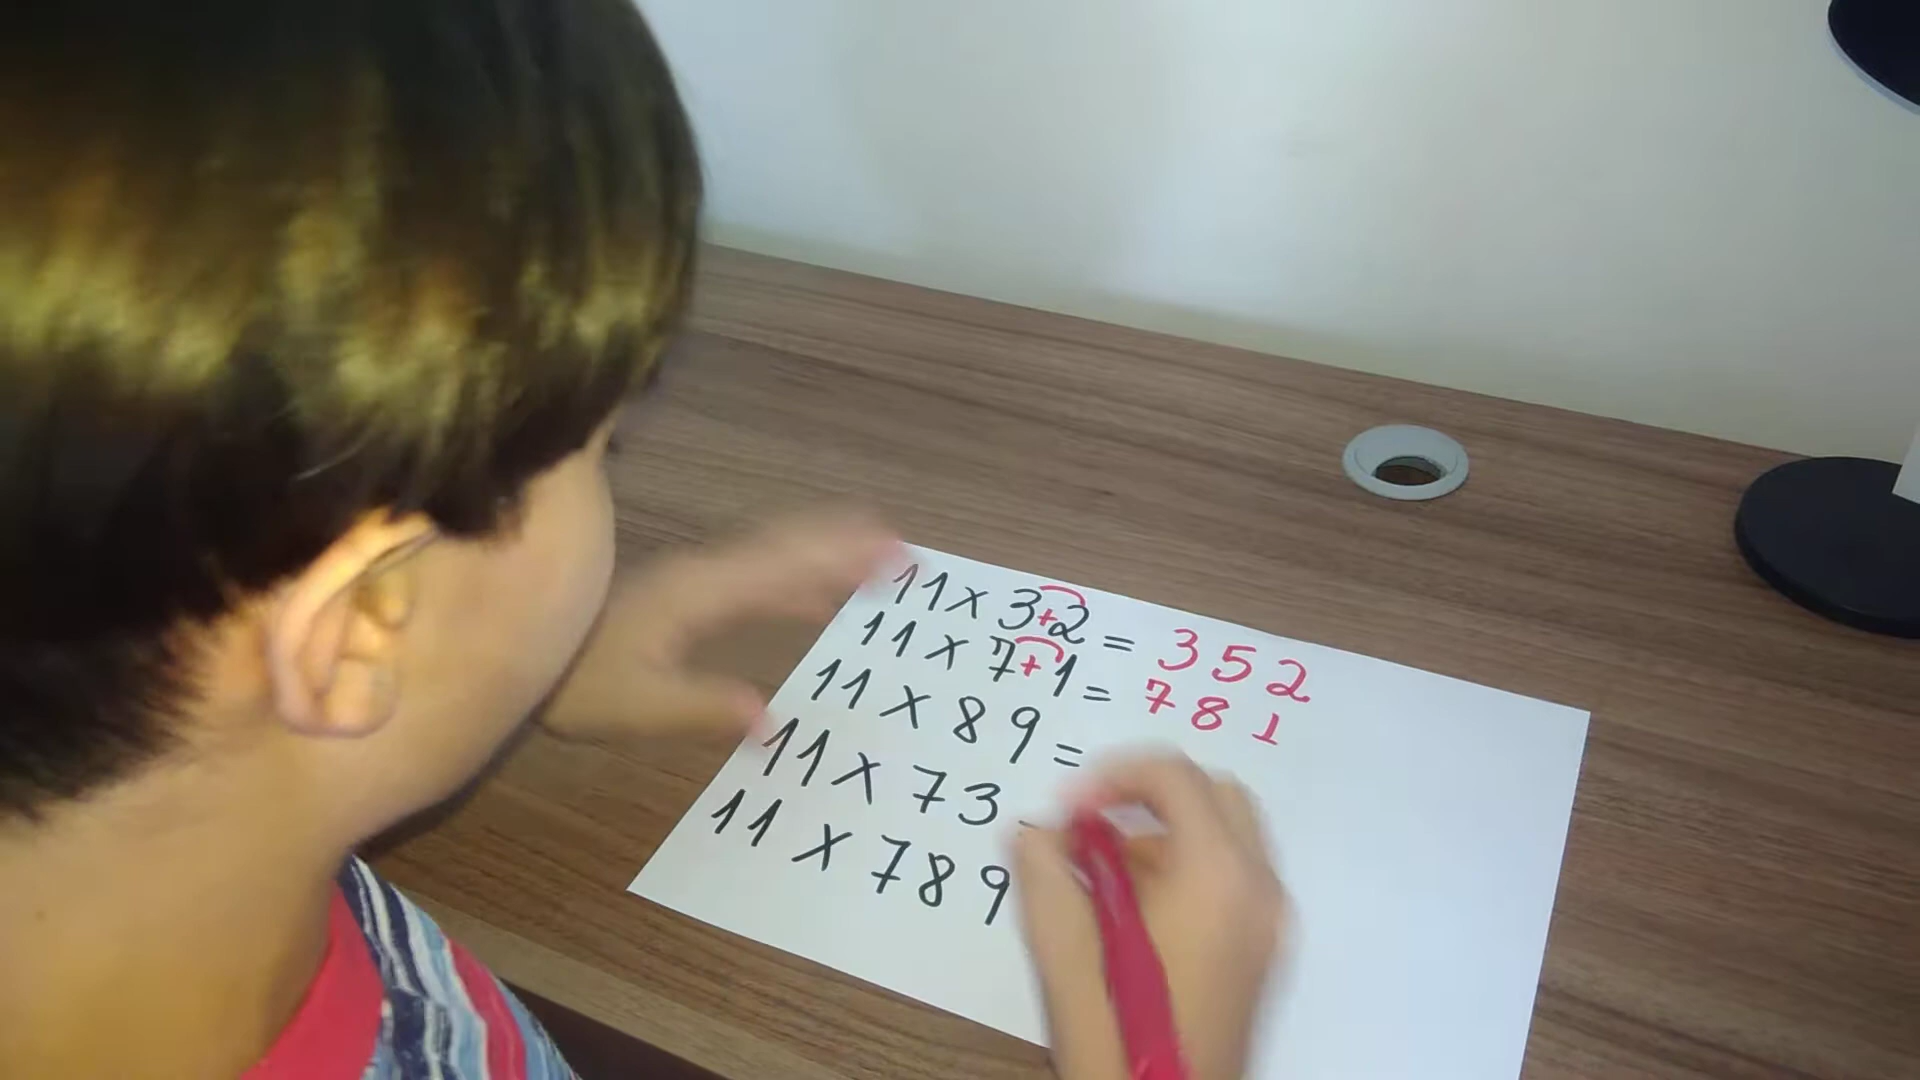 11 x 3+2 = 352
11 x 7+1 = 781
11 x 89 =
11 x 73
11 x 789